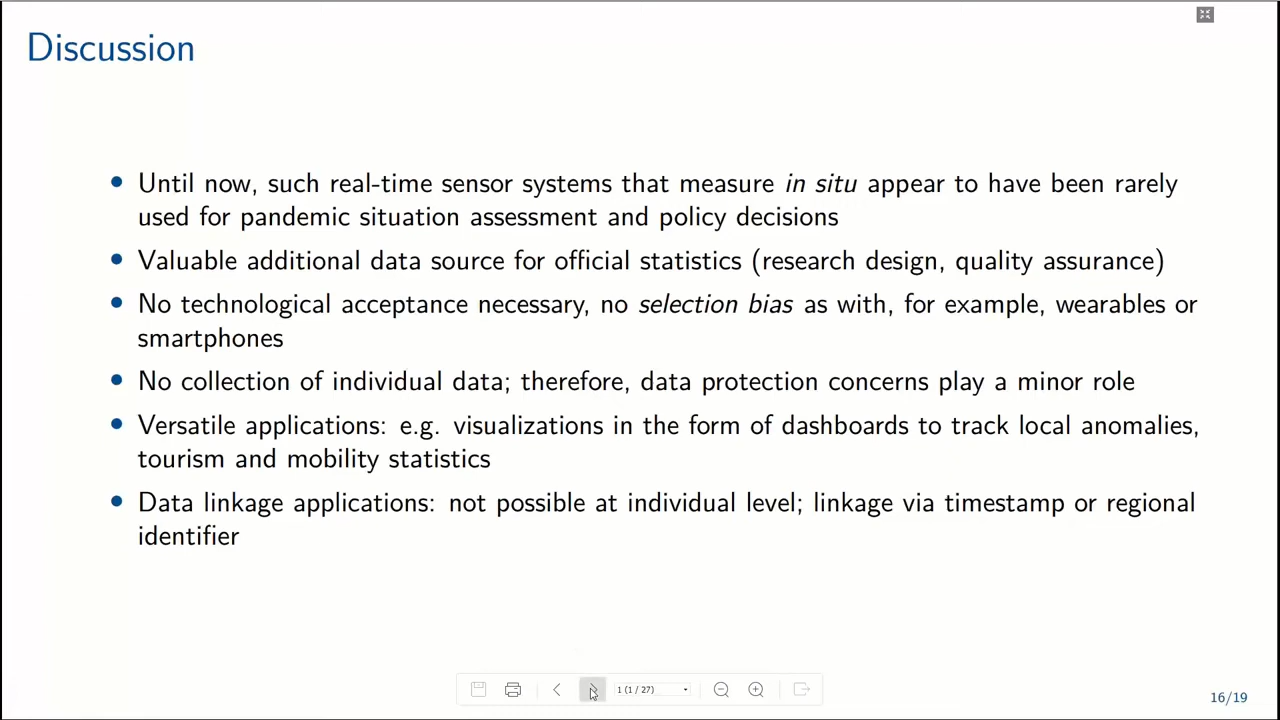 Discussion
• Until now, such real-time sensor systems that measure in situ appear to have been rarely
used for pandemic situation assessment and policy decisions
• Valuable additional data source for official statistics (research design, quality assurance)
• No technological acceptance necessary, no selection bias as with, for example, wearables or
smartphones
• No collection of individual data; therefore, data protection concerns play a minor role
• Versatile applications: e.g. visualizations in the form of dashboards to track local anomalies,
tourism and mobility statistics
• Data linkage applications: not possible at individual level; linkage via timestamp or regional
identifier
1 (1 / 27)
16/19